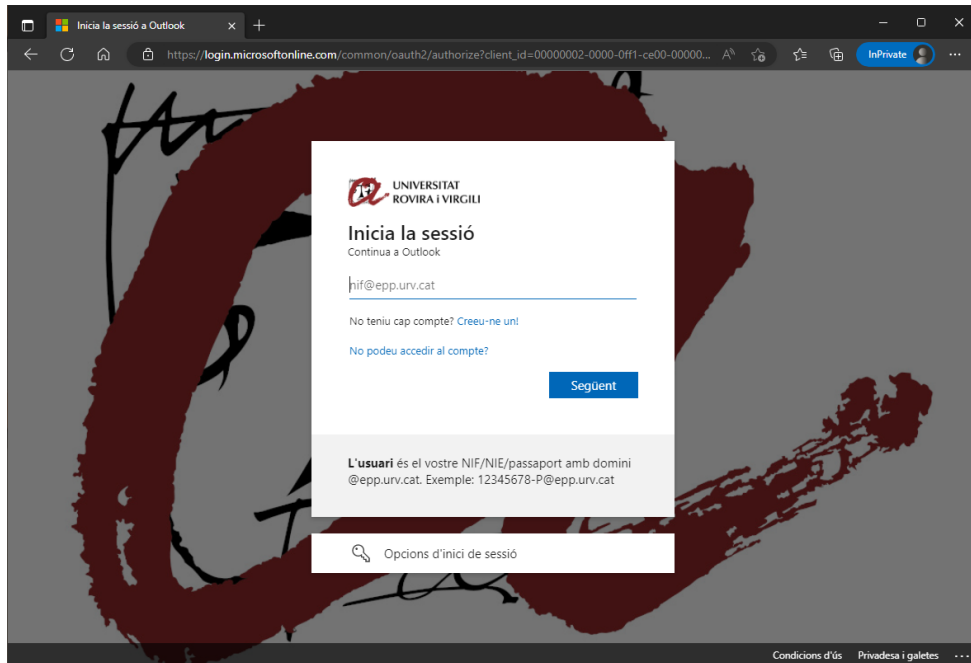 Inicia la sessió a Outlook
https://login.microsoftonline.com/common/oauth2/authorize?client_id=00000002-0000-0ff1-ce00-00000...
InPrivate
UNIVERSITAT
ROVIRA i VIRGILI
Inicia la sessió
Continua a Outlook
nif@epp.urv.cat
No teniu cap compte? Creeu-ne un!
No podeu accedir al compte?
Següent
L'usuari és el vostre NIF/NIE/passaport amb domini
@epp.urv.cat. Exemple: 12345678-P@epp.urv.cat
Opcions d'inici de sessió
Condicions d'ús Privadesa i galetes ...